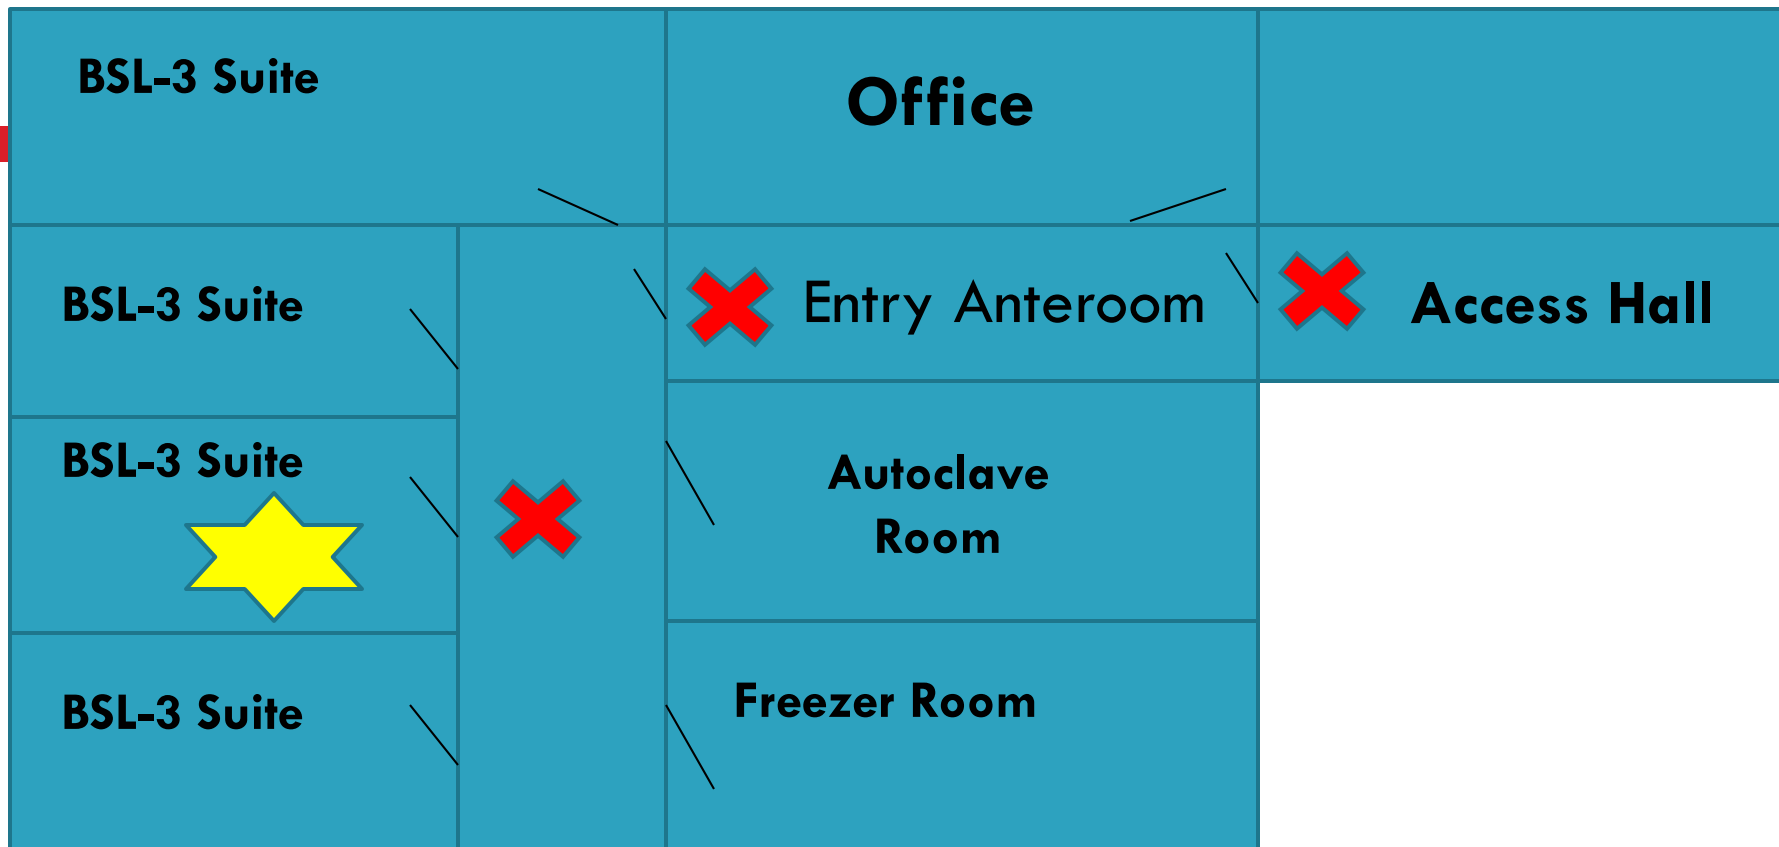 BSL-3 Suite
Office
BSL-3 Suite
Entry Anteroom
Access Hall
BSL-3 Suite
Autoclave
Room
BSL-3 Suite
Freezer Room